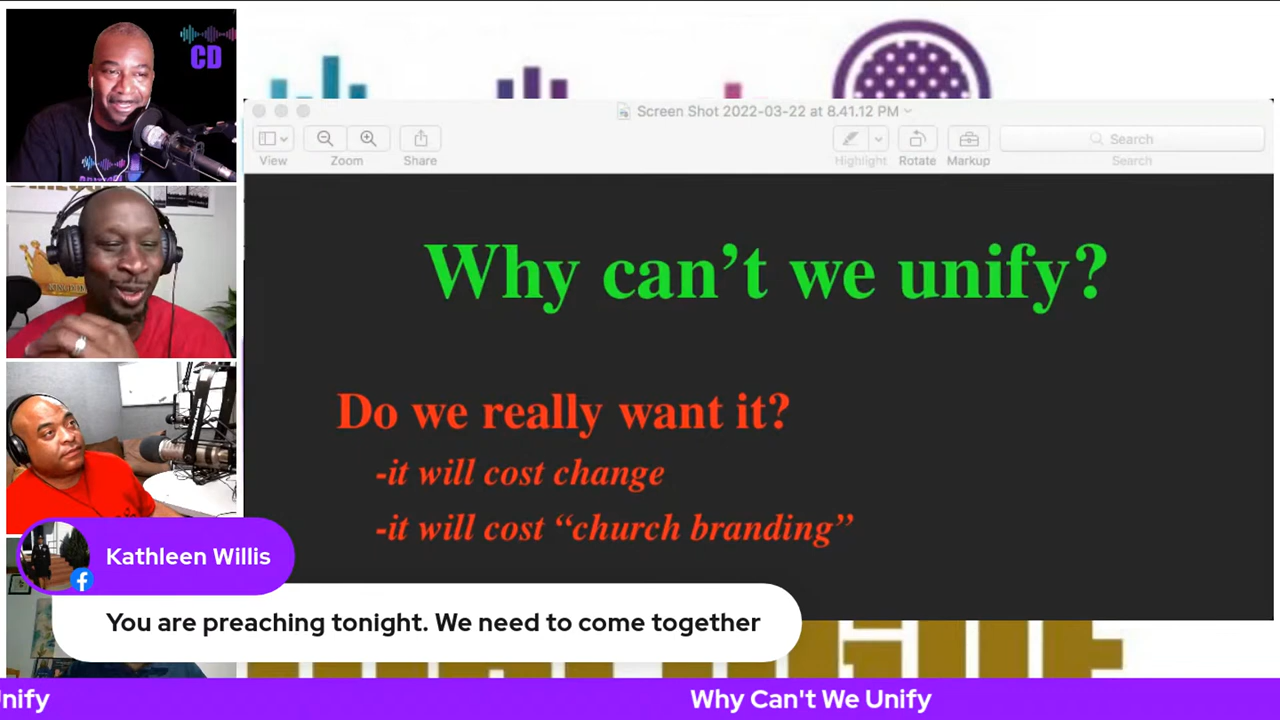 CD
Screen Shot 2022-03-22 at 8.41.12 PM
View
Zoom
Share
Highlight
Rotate
Markup
Search
Search
Why can't we unify?
Do we really want it?
-it will cost change
-it will cost “church branding”
Kathleen Willis
You are preaching tonight. We need to come together
Unify
Why Can't We Unify